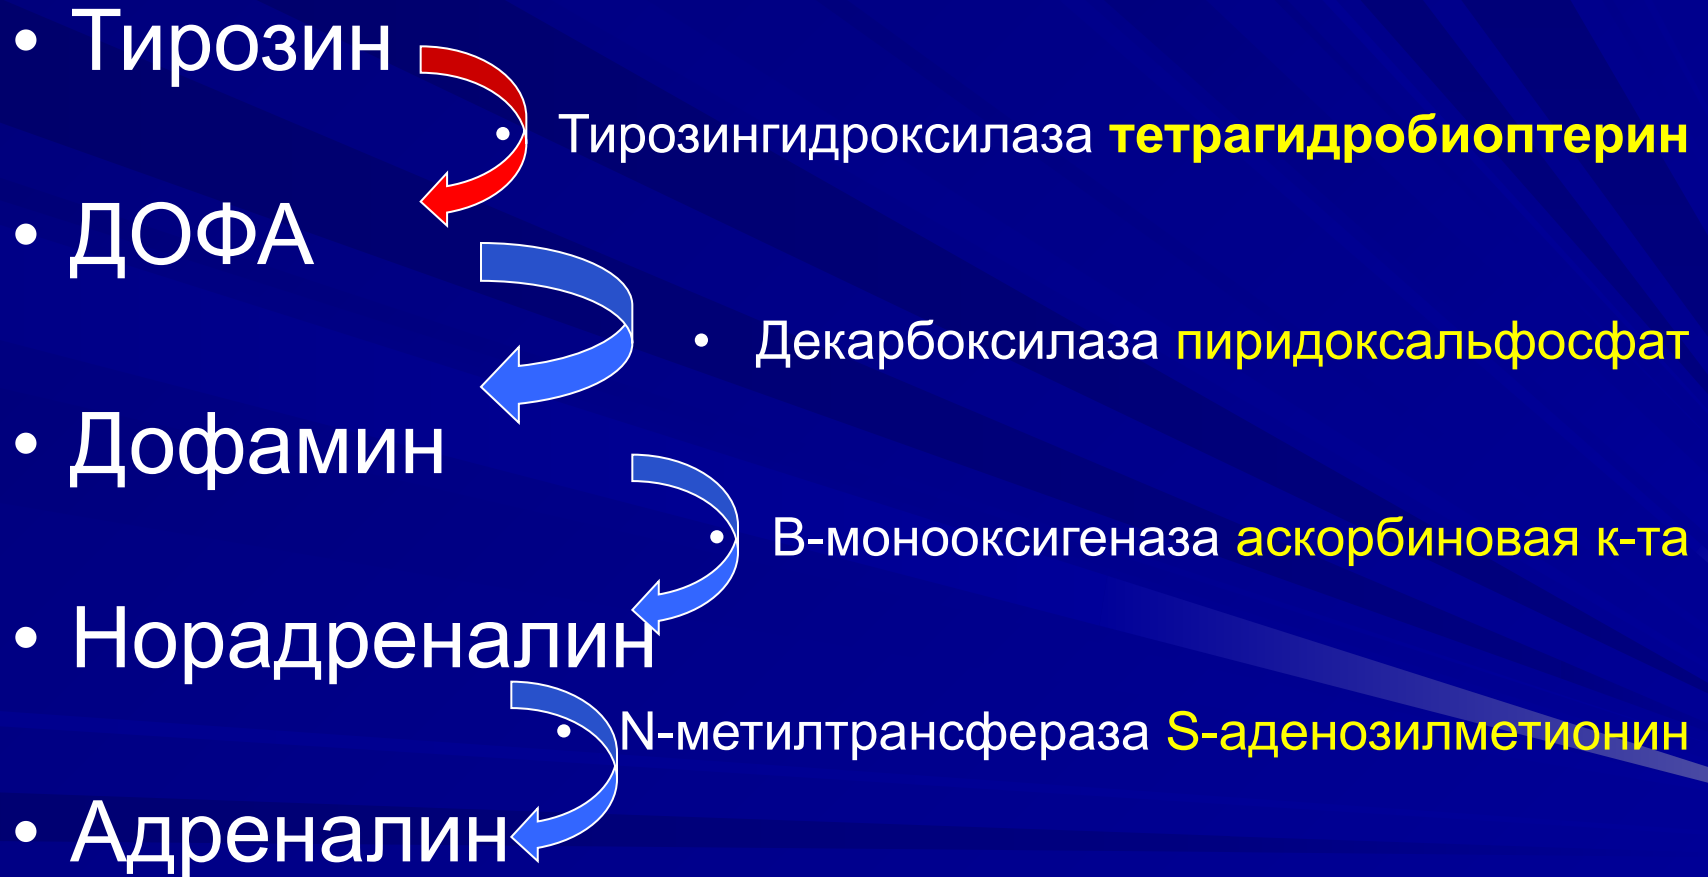 • Тирозин
• Тирозингидроксилаза тетрагидробиоптерин
• ДОФА
• Декарбоксилаза пиридоксальфосфат
• Дофамин
• В-монооксигеназа аскорбиновая к-та
• Норадреналин
• N-метилтрансфераза S-аденозилметионин
• Адреналин